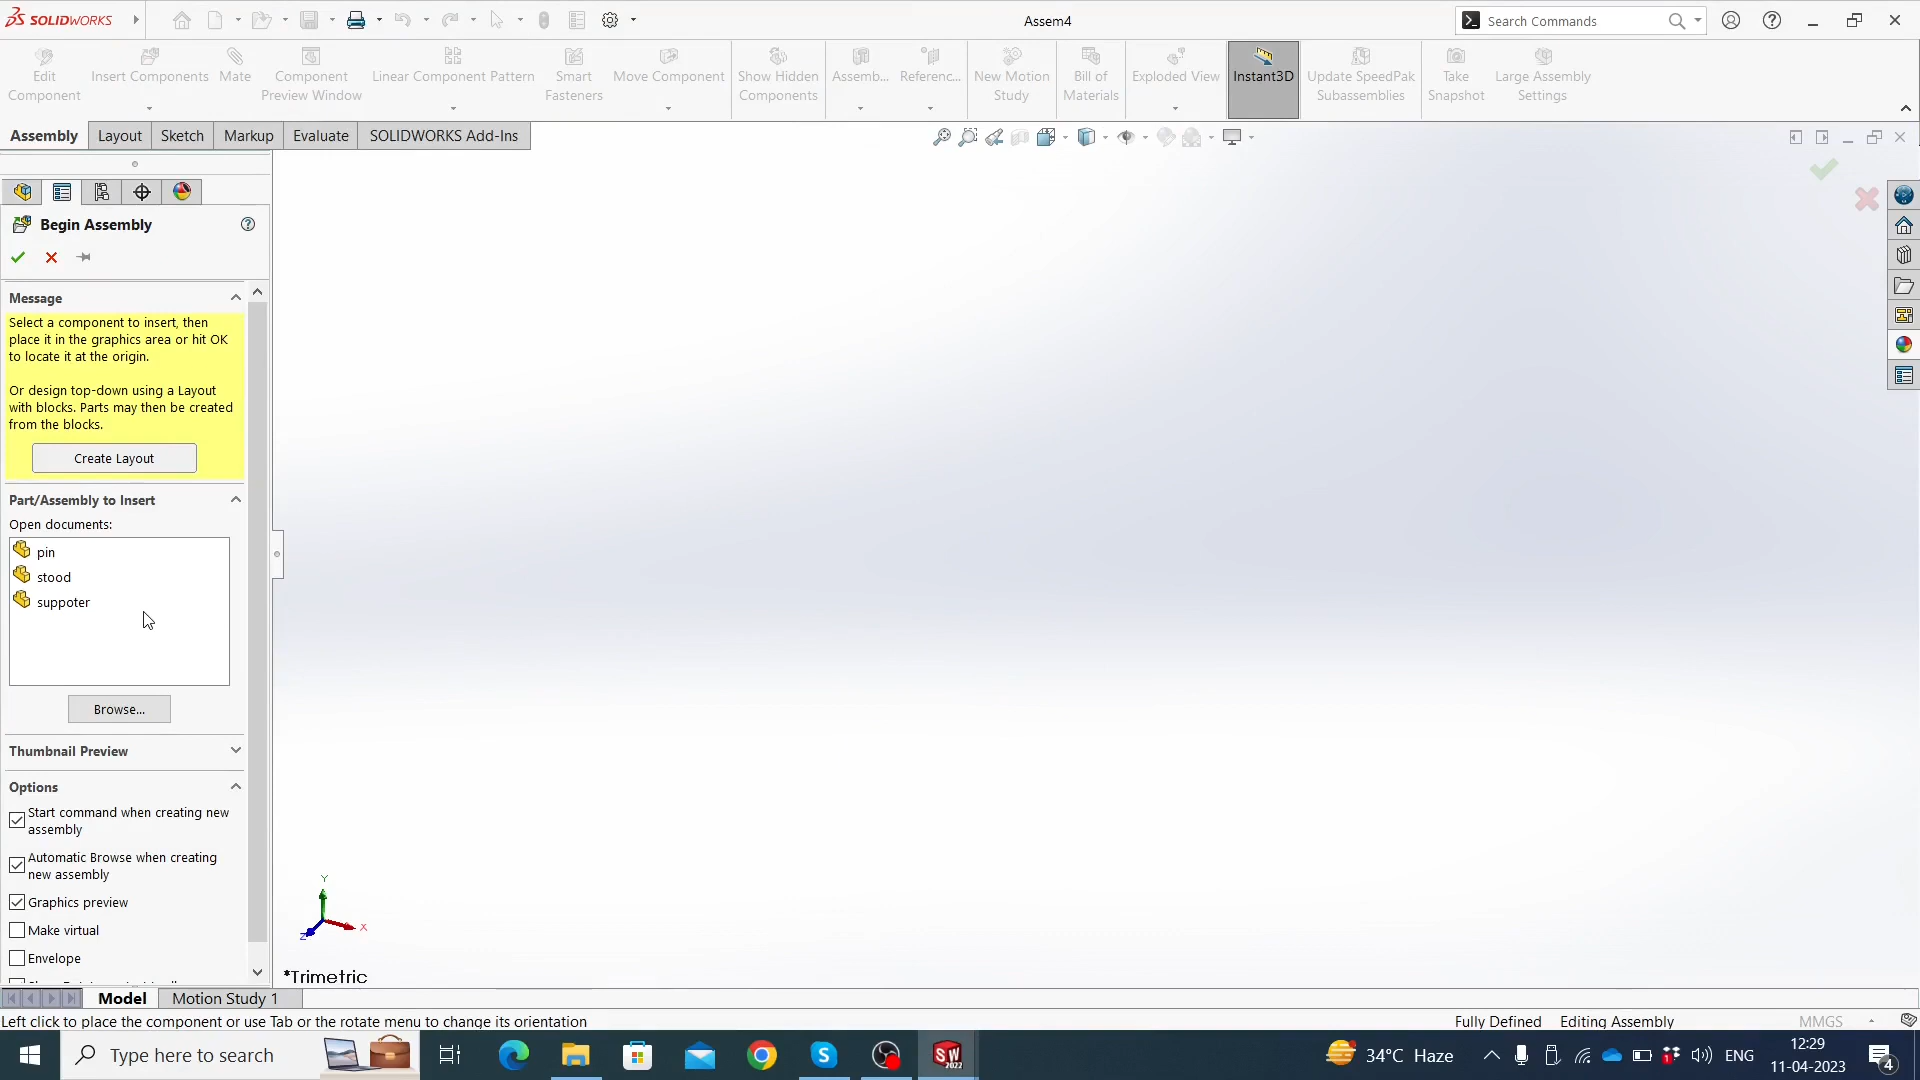 SOLIDWORKS
Assem4
Search Commands
Edit Component
Insert Components
Mate
Component Preview Window
Linear Component Pattern
Smart Fasteners
Move Component
Show Hidden Components
Assemb...
Referenc...
New Motion Study
Bill of Materials
Exploded View
Instant3D
Update SpeedPak Subassemblies
Take Snapshot
Large Assembly Settings
Assembly
Layout
Sketch
Markup
Evaluate
SOLIDWORKS Add-Ins
Begin Assembly
Message
Select a component to insert, then
place it in the graphics area or hit OK
to locate it at the origin.
Or design top-down using a Layout
with blocks. Parts may then be created
from the blocks.
Create Layout
Part/Assembly to Insert
Open documents:
pin
stood
suppoter
Browse...
Thumbnail Preview
Options
Start command when creating new
assembly
Automatic Browse when creating
new assembly
Graphics preview
Make virtual
Envelope
Y
X
Z
*Trimetric
Model
Motion Study 1
Left click to place the component or use Tab or the rotate menu to change its orientation
Fully Defined
Editing Assembly
MMGS
Type here to search
SW
2022
34°C Haze
1
ENG
12:29
11-04-2023
4